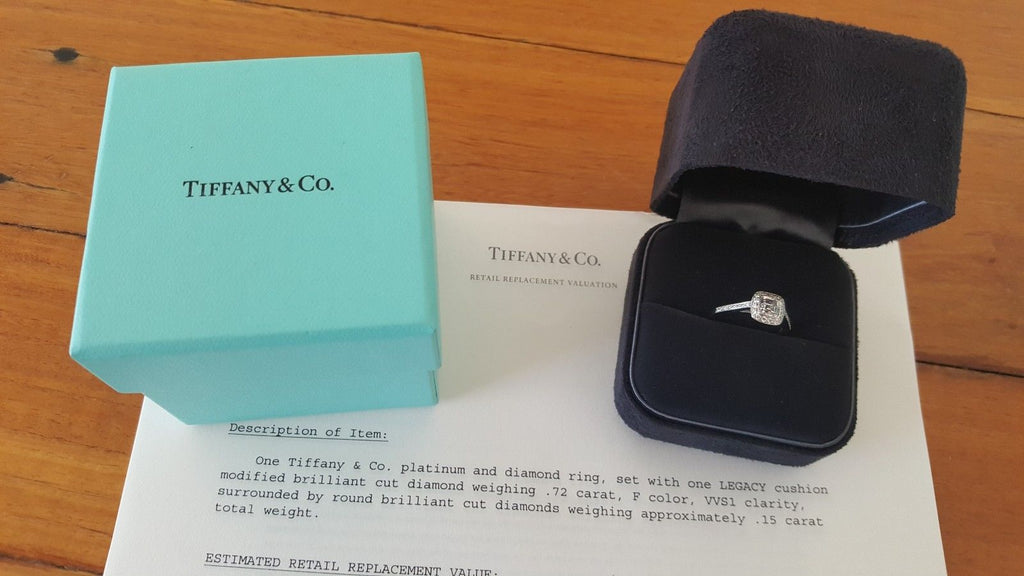 TIFFANY & CO.
TIFFANY & CO.
RETAIL REPLACEMENT VALUATION
Description of Item:
One Tiffany & Co. platinum and diamond ring, set with one LEGACY cushion
modified brilliant cut diamond weighing .72 carat, F color, VVS1 clarity,
surrounded by round brilliant cut diamonds weighing approximately .15 carat
total weight.
ESTIMATED RETAIL REPLACEMENT VALUE: